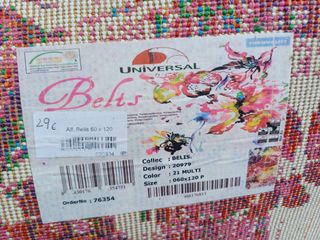 UNIVERSAL
Belis
29€
Alf. Belis 60 x 120
Collec : BELIS.
Design : 20979
Color : 21 MULTI
Size : 060x120 P
OrderNo : 76354